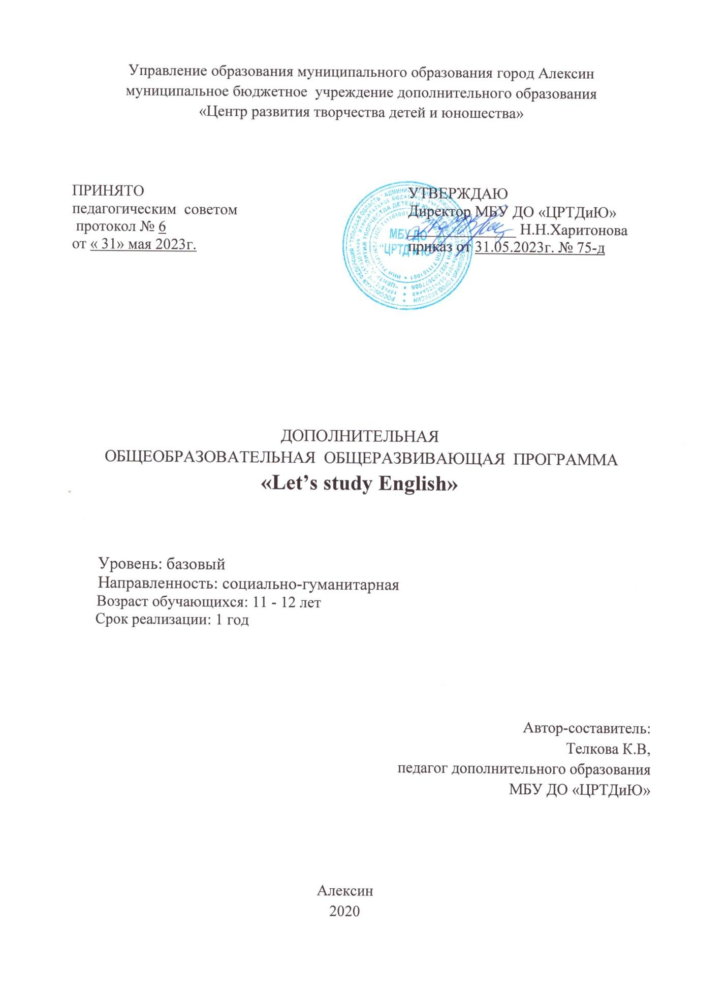 Управление образования муниципального образования город Алексин
муниципальное бюджетное учреждение дополнительного образования
«Центр развития творчества детей и юношества»
ПРИНЯТО
педагогическим советом
протокол № 6
от « 31» мая 2023г.
УТВЕРЖДАЮ
Директор МБУ ДО «ЦРТДиЮ»
______________ Н.Н.Харитонова
приказ от 31.05.2023г. № 75-д
МБУ ДО
"ЦРТДиЮ"
ДОПОЛНИТЕЛЬНАЯ
ОБЩЕОБРАЗОВАТЕЛЬНАЯ ОБЩЕРАЗВИВАЮЩАЯ ПРОГРАММА
«Let’s study English»
Уровень: базовый
Направленность: социально-гуманитарная
Возраст обучающихся: 11 - 12 лет
Срок реализации: 1 год
Автор-составитель:
Телкова К.В,
педагог дополнительного образования
МБУ ДО «ЦРТДиЮ»
Алексин
2020